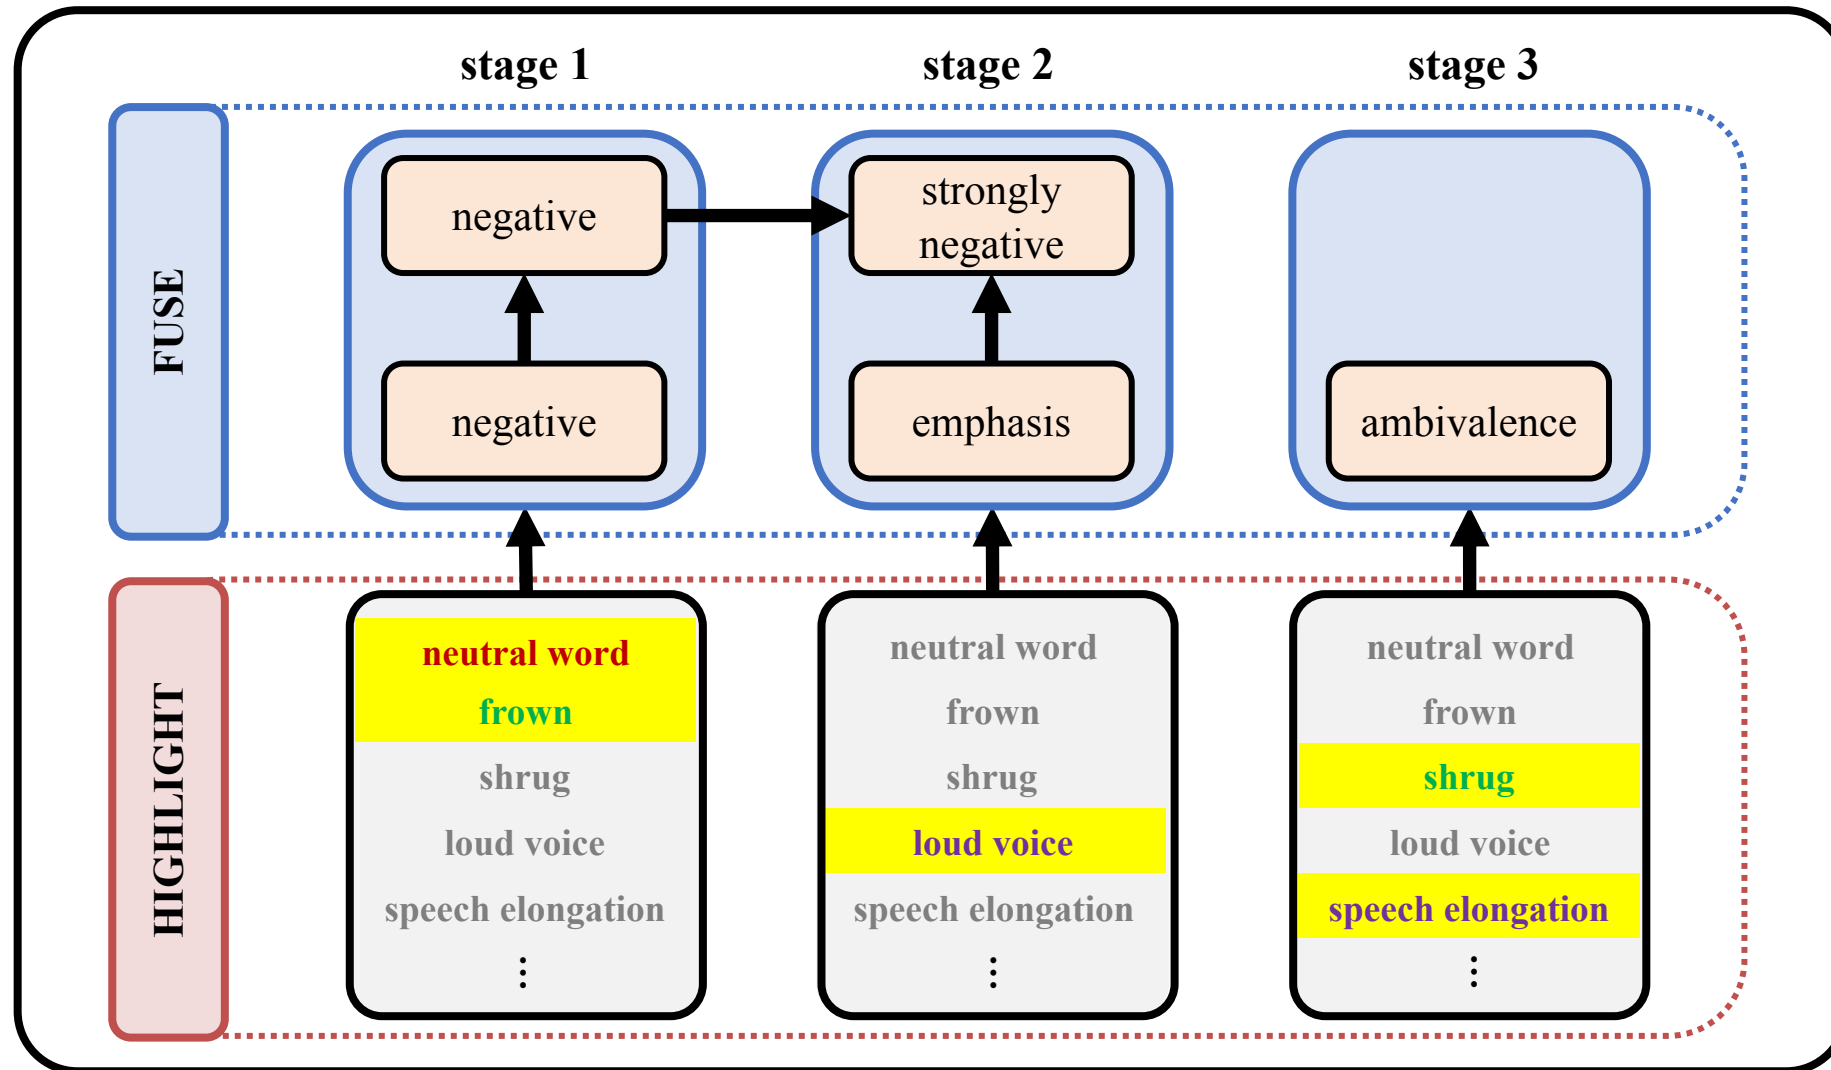 stage 1
stage 2
stage 3
FUSE
negative
strongly
negative
negative
emphasis
ambivalence
HIGHLIGHT
neutral word
frown
shrug
loud voice
speech elongation
⋮
neutral word
frown
shrug
loud voice
speech elongation
⋮
neutral word
frown
shrug
loud voice
speech elongation
⋮